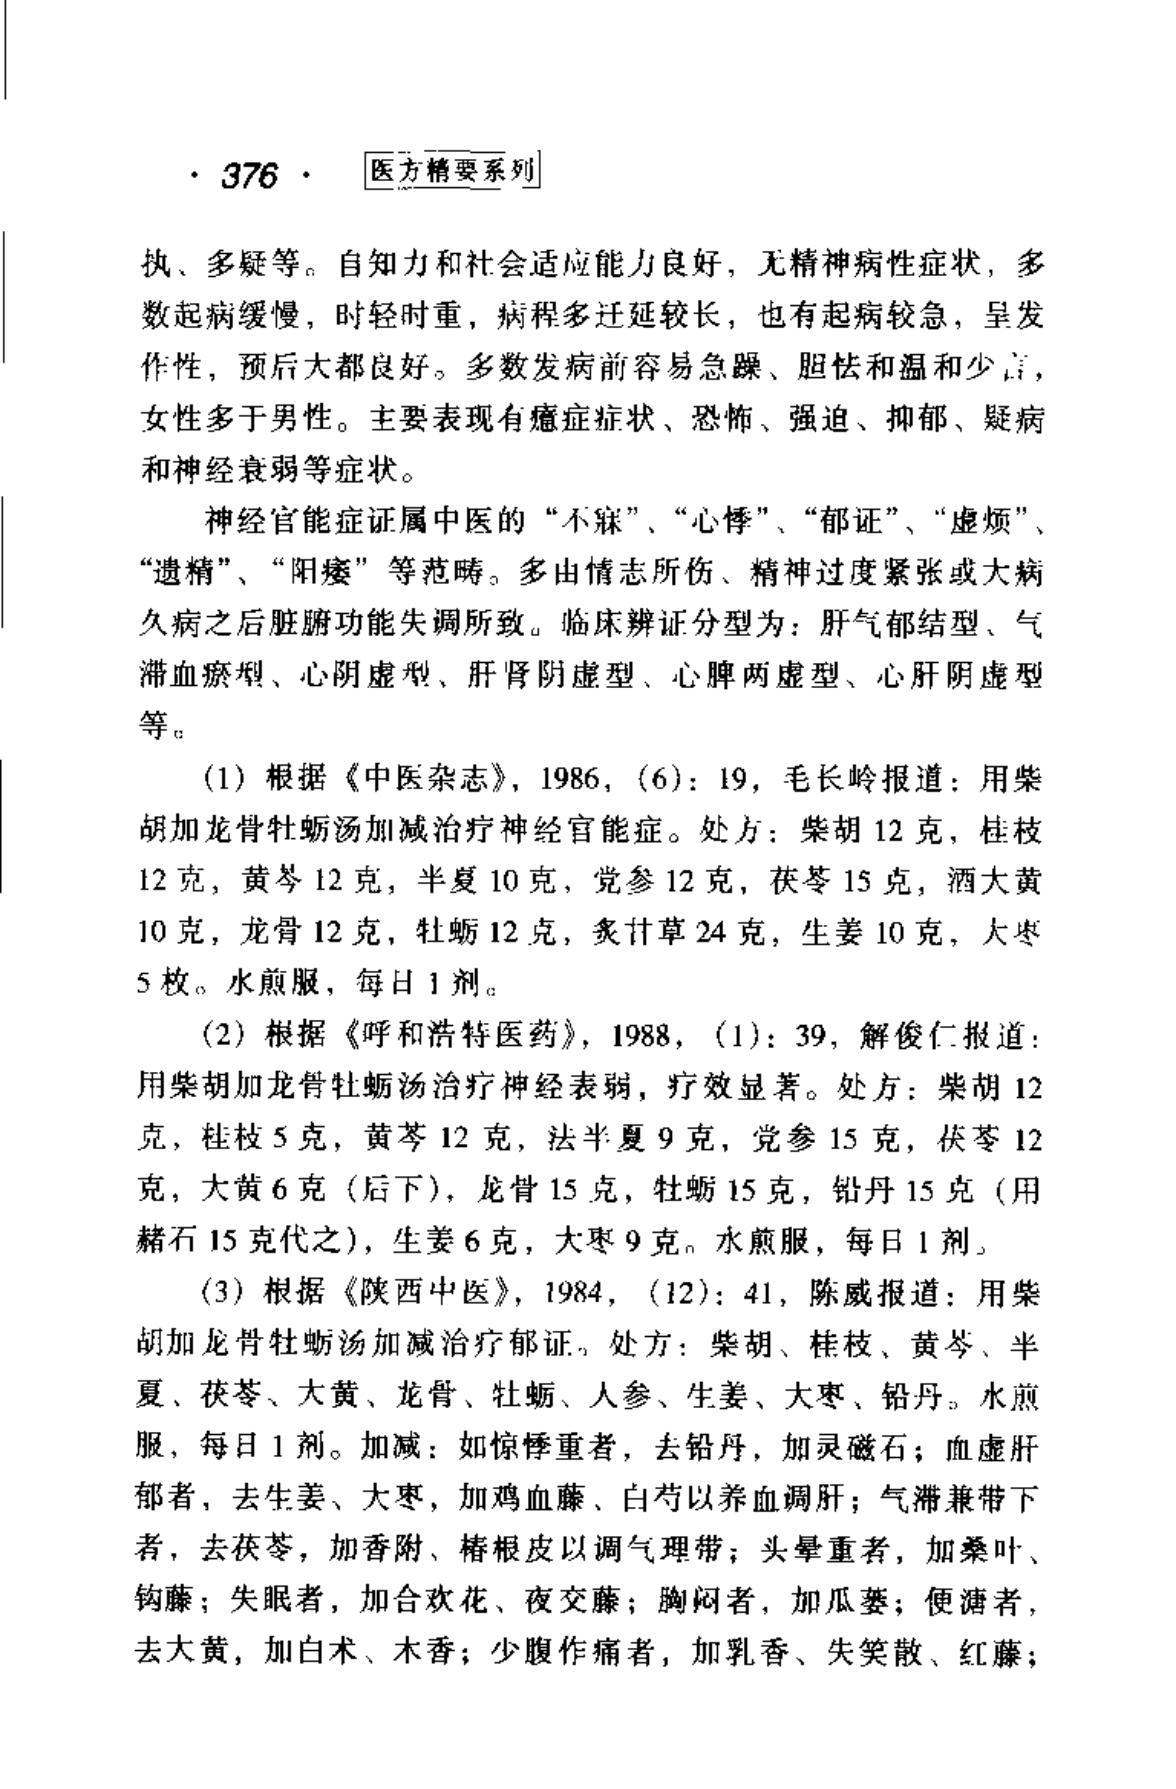 · 376 · 医方精要系列
执、多疑等。自知力和社会适应能力良好，无精神病性症状，多
数起病缓慢，时轻时重，病程多迁延较长，也有起病较急，呈发
作性，预后大都良好。多数发病前容易急躁、胆怯和温和少言，
女性多于男性。主要表现有癔症症状、恐怖、强迫、抑郁、疑病
和神经衰弱等症状。
神经官能症证属中医的“不寐”、“心悸”、“郁证”、“虚烦”、
“遗精”、“阳痿”等范畴。多由情志所伤、精神过度紧张或大病
久病之后脏腑功能失调所致。临床辨证分型为：肝气郁结型、气
滞血瘀型、心阴虚型、肝肾阴虚型、心脾两虚型、心肝阴虚型
等。
(1) 根据《中医杂志》，1986，(6)：19，毛长岭报道：用柴
胡加龙骨牡蛎汤加减治疗神经官能症。处方：柴胡 12 克，桂枝
12 克，黄芩 12 克，半夏 10 克，党参 12 克，茯苓 15 克，酒大黄
10 克，龙骨 12 克，牡蛎 12 克，炙甘草 24 克，生姜 10 克，大枣
5 枚。水煎服，每日 1 剂。
(2) 根据《呼和浩特医药》，1988，(1)：39，解俊仁报道：
用柴胡加龙骨牡蛎汤治疗神经衰弱，疗效显著。处方：柴胡 12
克，桂枝 5 克，黄芩 12 克，法半夏 9 克，党参 15 克，茯苓 12
克，大黄 6 克（后下），龙骨 15 克，牡蛎 15 克，铅丹 15 克（用
赭石 15 克代之），生姜 6 克，大枣 9 克。水煎服，每日 1 剂。
(3) 根据《陕西中医》，1984，(12)：41，陈威报道：用柴
胡加龙骨牡蛎汤加减治疗郁证。处方：柴胡、桂枝、黄芩、半
夏、茯苓、大黄、龙骨、牡蛎、人参、生姜、大枣、铅丹。水煎
服，每日 1 剂。加减：如惊悸重者，去铅丹，加灵磁石；血虚肝
郁者，去生姜、大枣，加鸡血藤、白芍以养血调肝；气滞兼带下
者，去茯苓，加香附、椿根皮以调气理带；头晕重者，加桑叶、
钩藤；失眠者，加合欢花、夜交藤；胸闷者，加瓜蒌；便溏者，
去大黄，加白术、木香；少腹作痛者，加乳香、失笑散、红藤；